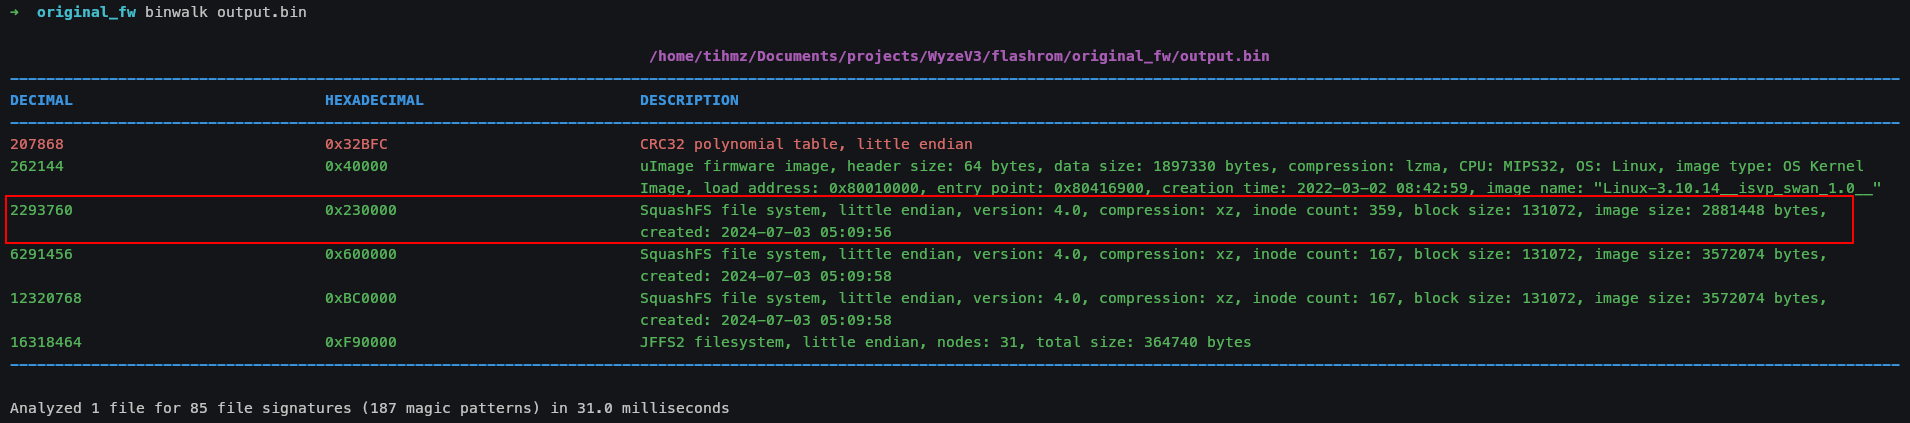 ➜  original_fw binwalk output.bin
/home/tihmz/Documents/projects/WyzeV3/flashrom/original_fw/output.bin
DECIMAL HEXADECIMAL DESCRIPTION
207868 0x32BFC CRC32 polynomial table, little endian
262144 0x40000 uImage firmware image, header size: 64 bytes, data size: 1897330 bytes, compression: lzma, CPU: MIPS32, OS: Linux, image type: OS Kernel
Image, load address: 0x80010000, entry point: 0x80416900, creation time: 2022-03-02 08:42:59, image name: "Linux-3.10.14__isvp_swan_1.0__"
2293760 0x230000 SquashFS file system, little endian, version: 4.0, compression: xz, inode count: 359, block size: 131072, image size: 2881448 bytes,
created: 2024-07-03 05:09:56
6291456 0x600000 SquashFS file system, little endian, version: 4.0, compression: xz, inode count: 167, block size: 131072, image size: 3572074 bytes,
created: 2024-07-03 05:09:58
12320768 0xBC0000 SquashFS file system, little endian, version: 4.0, compression: xz, inode count: 167, block size: 131072, image size: 3572074 bytes,
created: 2024-07-03 05:09:58
16318464 0xF90000 JFFS2 filesystem, little endian, nodes: 31, total size: 364740 bytes
Analyzed 1 file for 85 file signatures (187 magic patterns) in 31.0 milliseconds